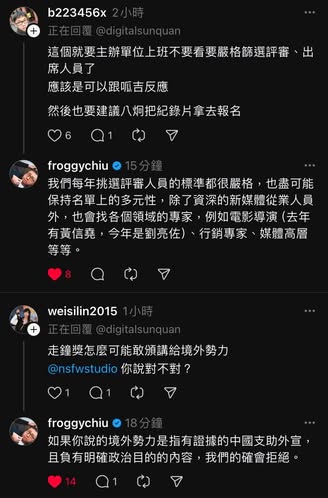 b223456x 2小時
正在回覆 @digitalsunquan
這個就要主辦單位上班不要看要嚴格篩選評審、出
席人員了
應該是可以跟呱吉反應
然後也要建議八炯把紀錄片拿去報名
6 1
froggychiu 15分鐘
我們每年挑選評審人員的標準都很嚴格，也盡可能
保持名單上的多元性，除了資深的新媒體從業人員
外，也會找各個領域的專家，例如電影導演 (去年
有黃信堯，今年是劉亮佐)、行銷專家、媒體高層
等等。
8
weisilin2015 1小時
正在回覆 @digitalsunquan
走鐘獎怎麼可能敢頒講給境外勢力
@nsfwstudio 你說對不對？
1 1
froggychiu 18分鐘
如果你說的境外勢力是指有證據的中國支助外宣，
且負有明確政治目的的內容，我們的確會拒絕。
14 1